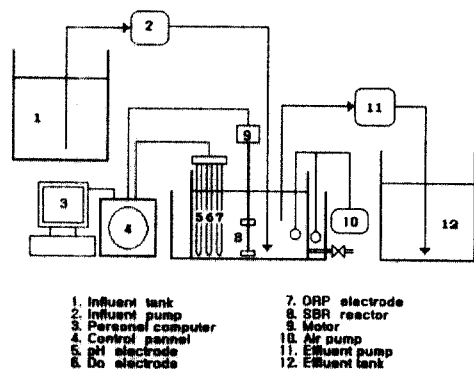 2
1
9
11
3
4
5 6 7
8
10
12
1. Influent tank
2. Influent pump
3. Personal computer
4. Control pannel
5. pH electrode
6. Do electrode
7. ORP electrode
8. SBR reactor
9. Motor
10. Air pump
11. Effluent pump
12. Effluent tank